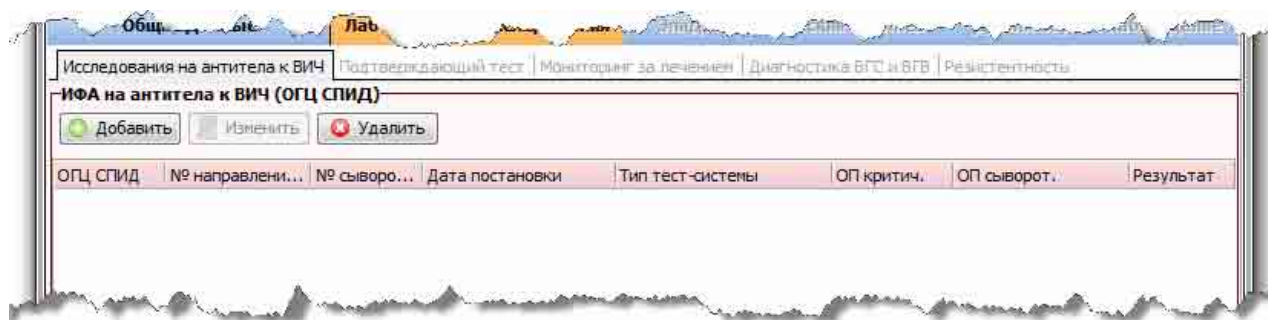 Исследования на антитела к ВИЧ Подтверждающий тест Мониторинг за лечением Диагностика ВГС и ВГВ Резистентность
ИФА на антитела к ВИЧ (ОГЦ СПИД)
Добавить Изменить Удалить
ОГЦ СПИД № направлени... № сыворо... Дата постановки Тип тест-системы ОП критич. ОП сыворот. Результат